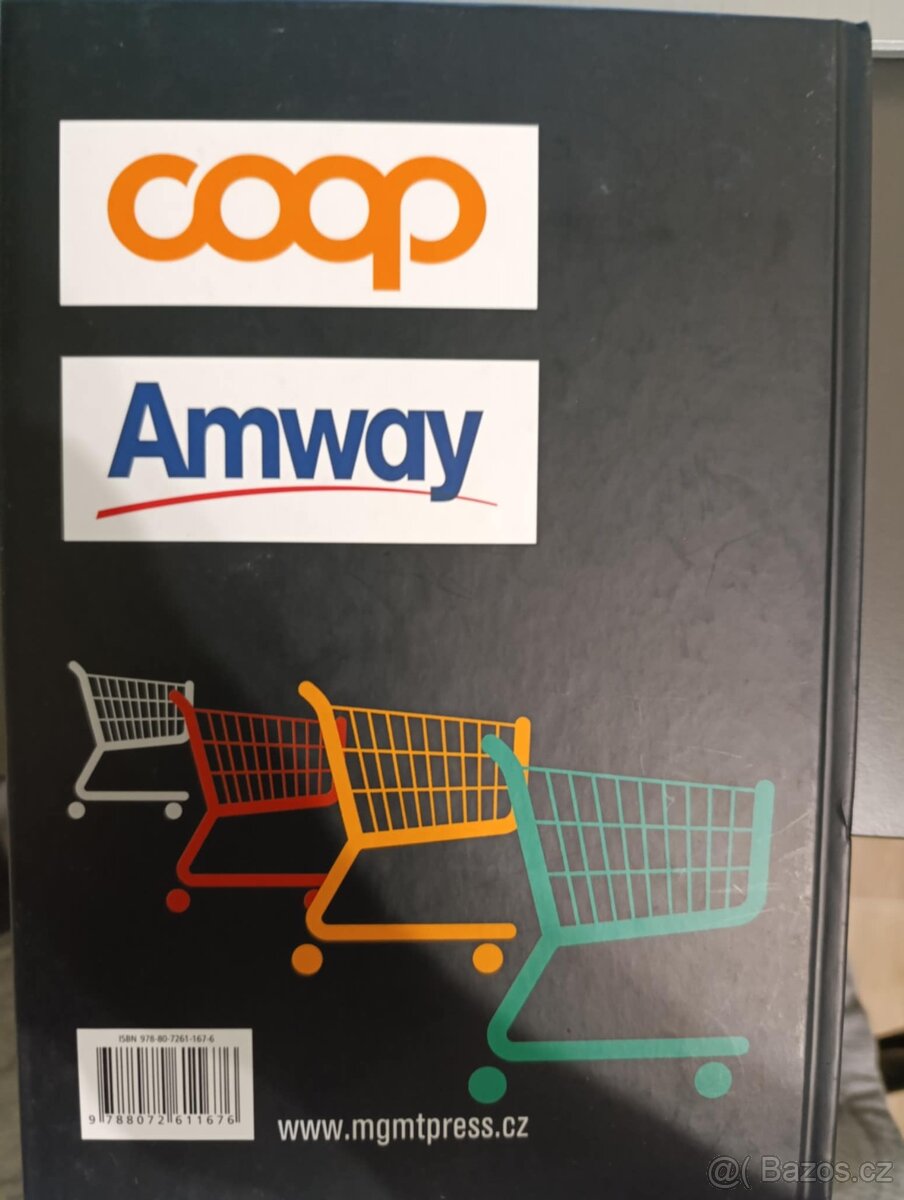 coop
Amway
ISBN 978-80-7261-167-6
9 788072 611676
www.mgmtpress.cz
@( Bazos.cz